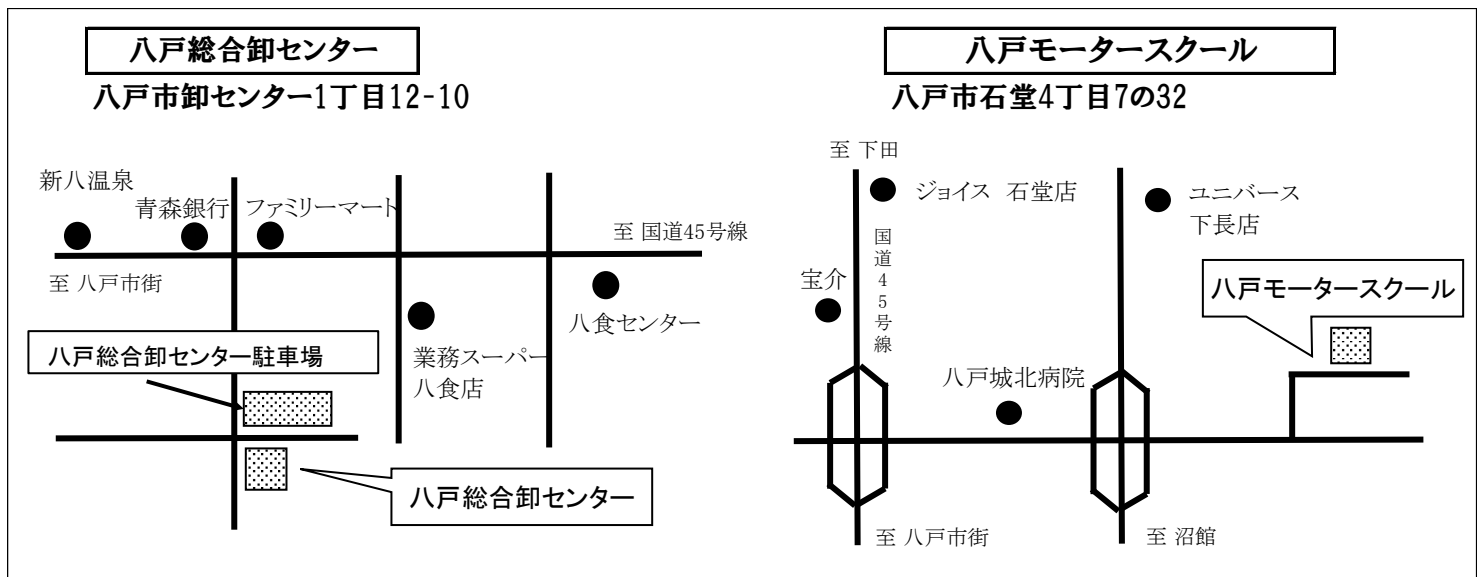 八戸総合卸センター
八戸市卸センター1丁目12-10
新八温泉
青森銀行
ファミリーマート
至 国道45号線
至 八戸市街
八食センター
八戸総合卸センター駐車場
業務スーパー
八食店
八戸総合卸センター
八戸モータースクール
八戸市石堂4丁目7の32
至 下田
ジョイス 石堂店
ユニバース
下長店
国道45号線
宝介
八戸モータースクール
八戸城北病院
至 八戸市街
至 沼館